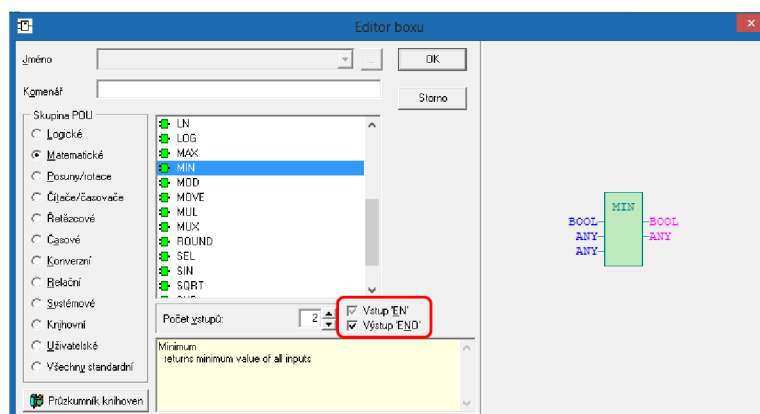 Editor boxu
Jméno
...
OK
Komenář
Storno
Skupina POU
Logické
Matematické
Posuny/rotace
Čítače/časovače
Řetězcové
Časové
Konverzní
Relační
Systémové
Knihovní
Uživatelské
Všechny standardní
LN
LOG
MAX
MIN
MOD
MOVE
MUL
MUX
ROUND
SEL
SIN
SQRT
Počet vstupů:
2
Vstup 'EN'
Výstup 'ENO'
Minimum
returns minimum value of all inputs
Průzkumník knihoven
MIN
BOOL
BOOL
ANY
ANY
ANY